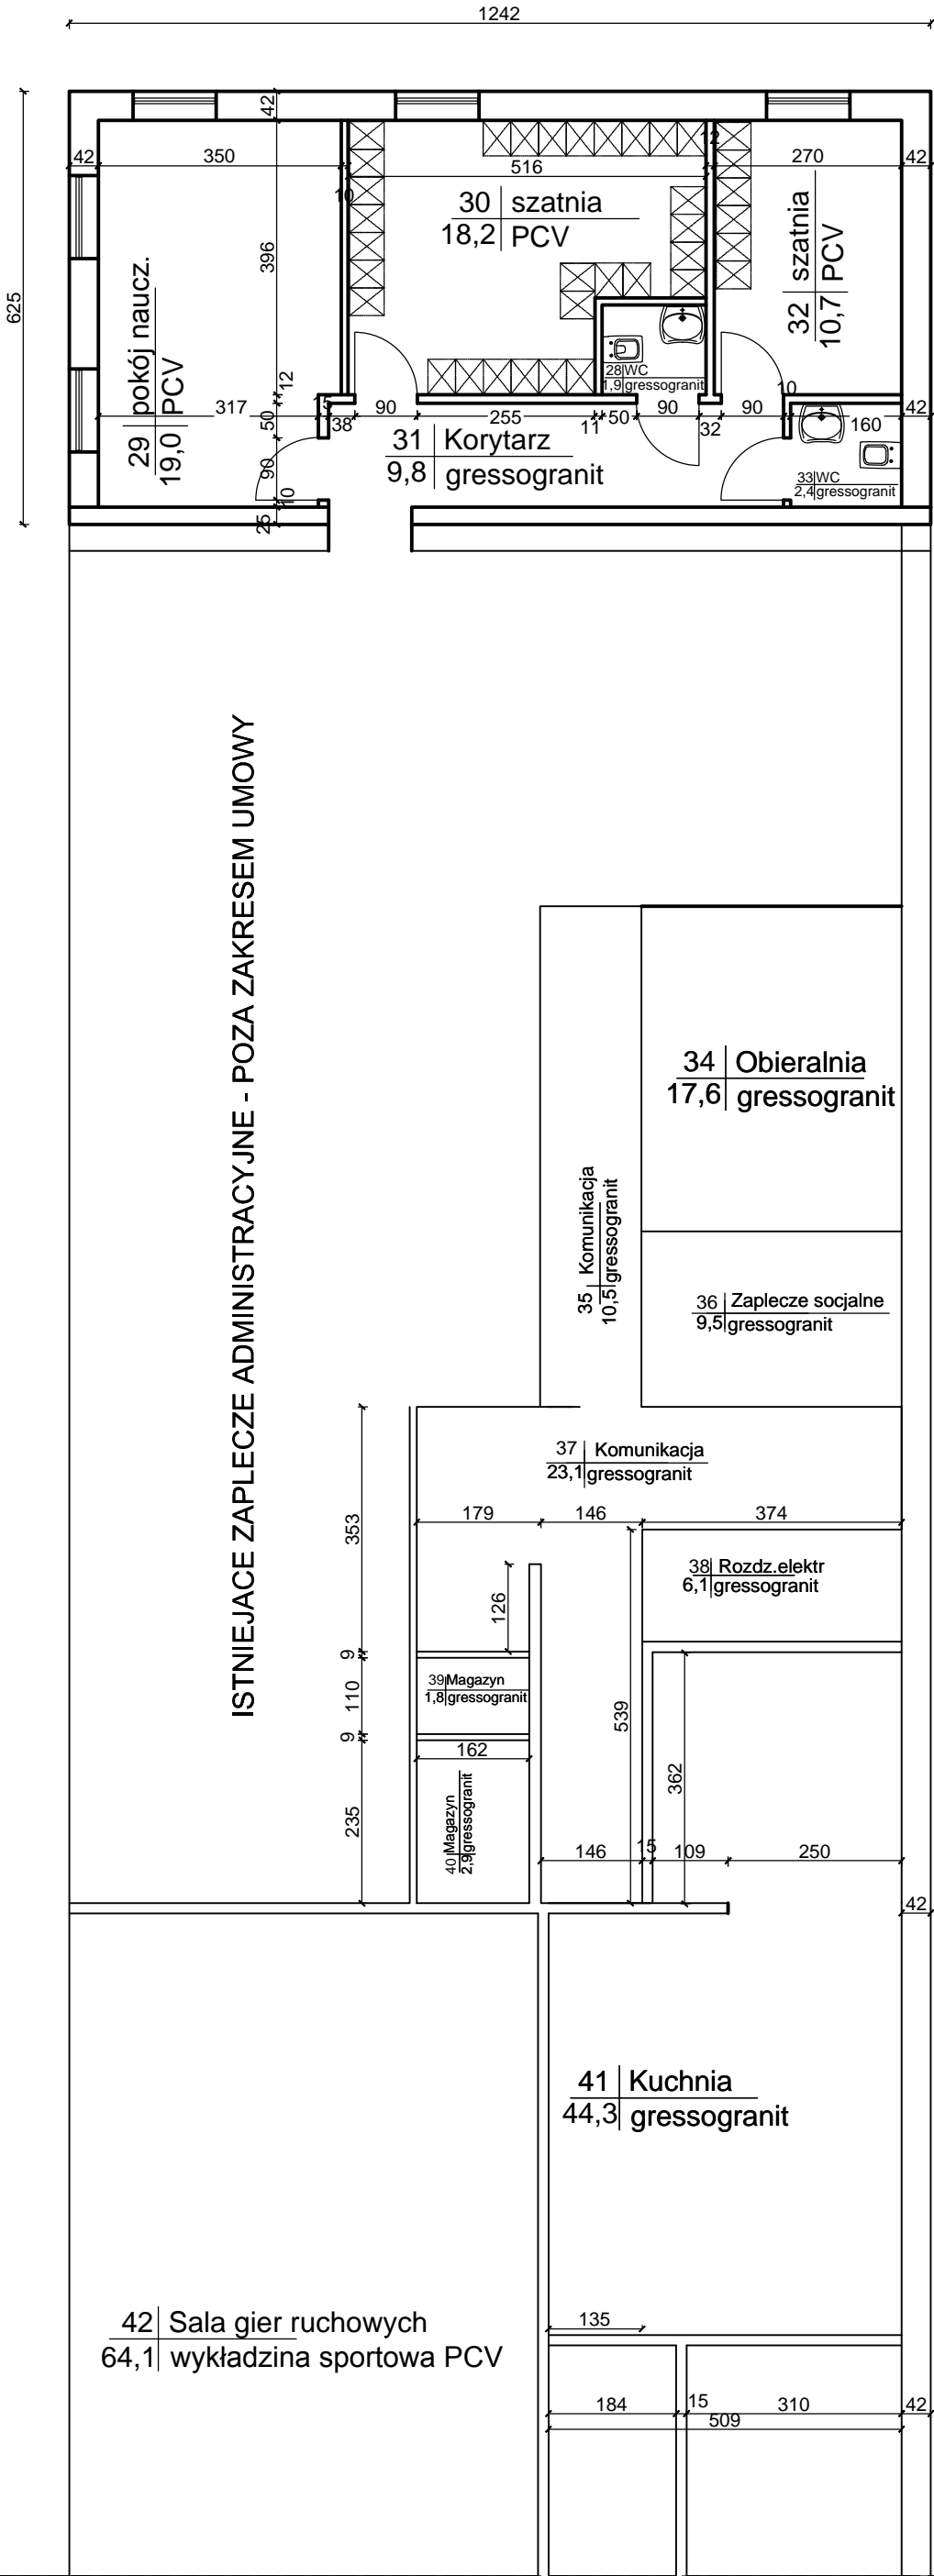 1242
42
42
350
12
270
42
516
10
30 szatnia
18,2 PCV
396
625
29 pokój naucz.
19,0 PCV
32 szatnia
10,7 PCV
28 WC
1,9 gressogranit
12
10
317
15
38
90
255
11
50
90
32
90
160
42
50
31 Korytarz
9,8 gressogranit
90
33 WC
2,4 gressogranit
10
25
ISTNIEJACE ZAPLECZE ADMINISTRACYJNE - POZA ZAKRESEM UMOWY
34 Obieralnia
17,6 gressogranit
35 Komunikacja
10,5 gressogranit
36 Zaplecze socjalne
9,5 gressogranit
37 Komunikacja
23,1 gressogranit
353
179
146
374
38 Rozdz.elektr
6,1 gressogranit
126
9
39 Magazyn
1,8 gressogranit
110
539
9
162
362
40 Magazyn
2,9 gressogranit
235
146
15
109
250
42
41 Kuchnia
44,3 gressogranit
42 Sala gier ruchowych
64,1 wykładzina sportowa PCV
135
184
15
310
42
509